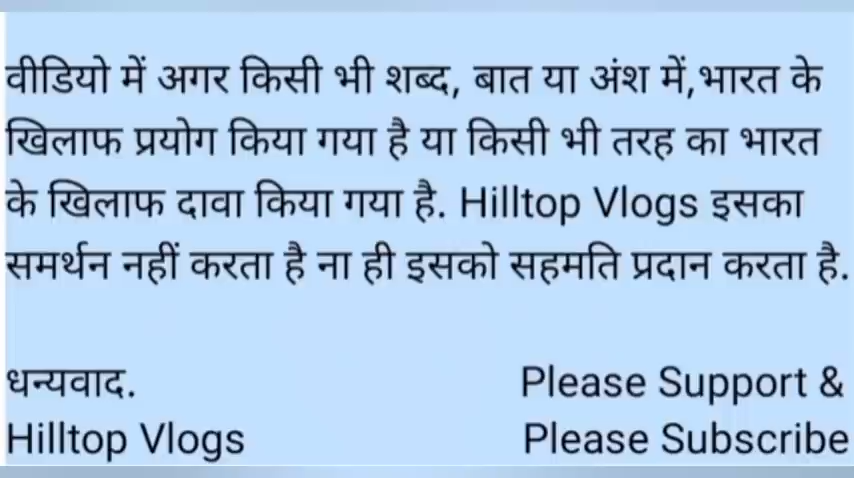 वीडियो में अगर किसी भी शब्द, बात या अंश में,भारत के
खिलाफ प्रयोग किया गया है या किसी भी तरह का भारत
के खिलाफ दावा किया गया है. Hilltop Vlogs इसका
समर्थन नहीं करता है ना ही इसको सहमति प्रदान करता है.
धन्यवाद.
Hilltop Vlogs
Please Support &
Please Subscribe